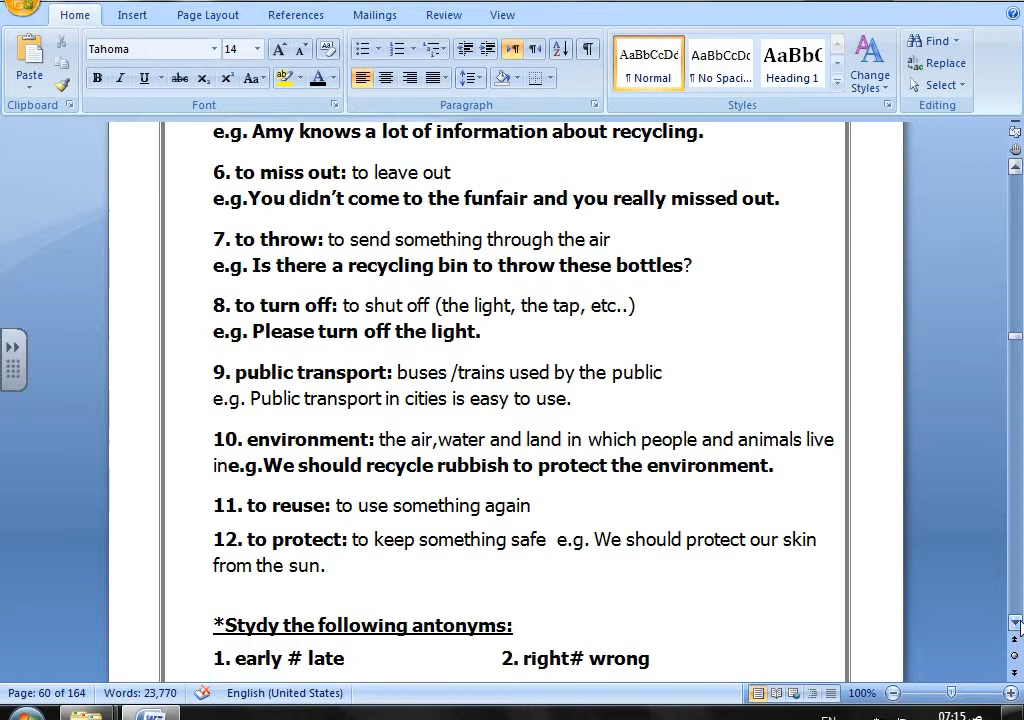 Home Insert Page Layout References Mailings Review View
Tahoma 14
AaBbCcDc AaBbCcDc AaBbC
Paste
¶ Normal ¶ No Spaci... Heading 1
Change Styles
Find
Replace
Select
Clipboard Font Paragraph Styles Editing
e.g. Amy knows a lot of information about recycling.
6. to miss out: to leave out
e.g.You didn’t come to the funfair and you really missed out.
7. to throw: to send something through the air
e.g. Is there a recycling bin to throw these bottles?
8. to turn off: to shut off (the light, the tap, etc..)
e.g. Please turn off the light.
9. public transport: buses /trains used by the public
e.g. Public transport in cities is easy to use.
10. environment: the air,water and land in which people and animals live
ine.g.We should recycle rubbish to protect the environment.
11. to reuse: to use something again
12. to protect: to keep something safe e.g. We should protect our skin
from the sun.
*Stydy the following antonyms:
1. early # late 2. right# wrong
Page: 60 of 164 Words: 23,770 English (United States) 100%
EN 07:15